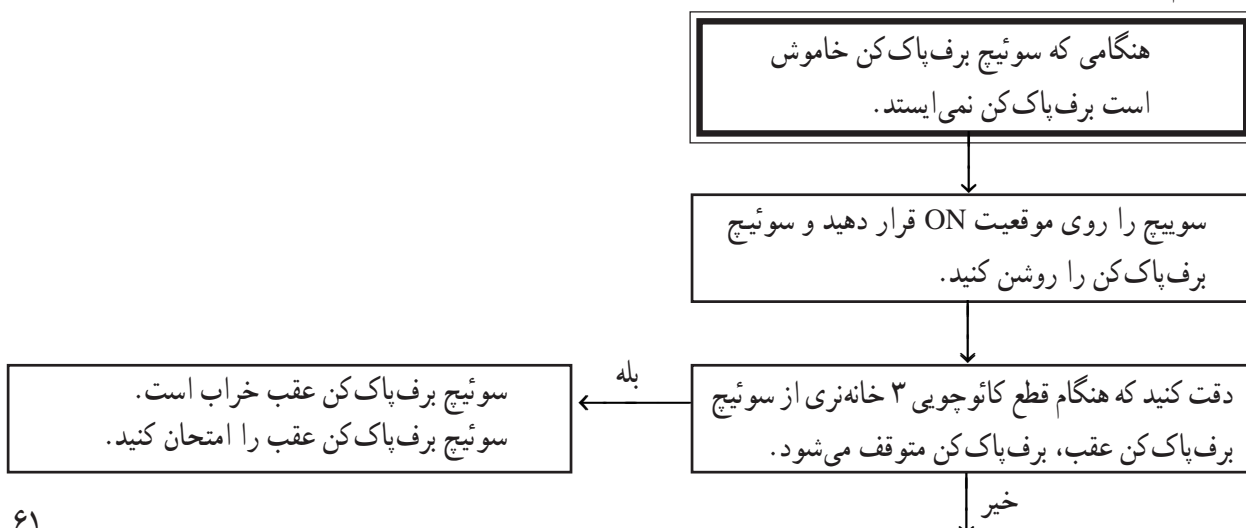 هنگامی که سوئیچ برف‌پاک‌کن خاموش
است برف‌پاک‌کن نمی‌ایستد.
سوییچ را روی موقعیت ON قرار دهید و سوئیچ
برف‌پاک‌کن را روشن کنید.
دقت کنید که هنگام قطع کائوچویی ۳ خانه‌نری از سوئیچ
برف‌پاک‌کن عقب، برف‌پاک‌کن متوقف می‌شود.
بله
سوئیچ برف‌پاک‌کن عقب خراب است.
سوئیچ برف‌پاک‌کن عقب را امتحان کنید.
خیر
۶۱